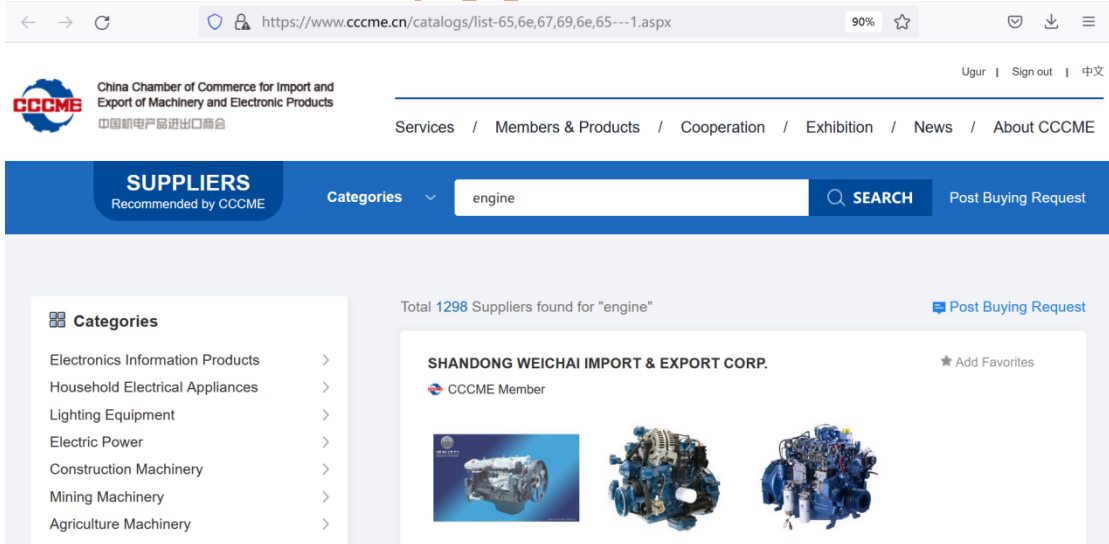 https://www.cccme.cn/catalogs/list-65,6e,67,69,6e,65---1.aspx
90%
Ugur | Sign out | 中文
CCCME
China Chamber of Commerce for Import and
Export of Machinery and Electronic Products
中国机电产品进出口商会
Services / Members & Products / Cooperation / Exhibition / News / About CCCME
SUPPLIERS
Recommended by CCCME
Categories
engine
SEARCH
Post Buying Request
Total 1298 Suppliers found for "engine"
Post Buying Request
Categories
Electronics Information Products
Household Electrical Appliances
Lighting Equipment
Electric Power
Construction Machinery
Mining Machinery
Agriculture Machinery
SHANDONG WEICHAI IMPORT & EXPORT CORP.
Add Favorites
CCCME Member